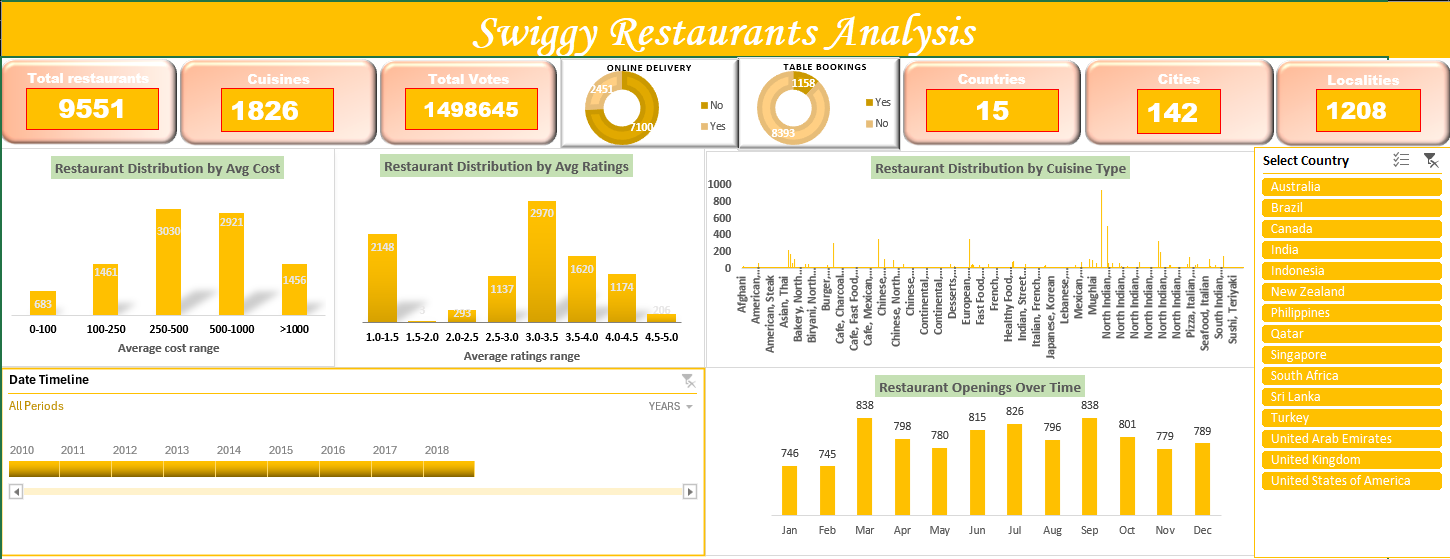 Swiggy Restaurants Analysis
Total restaurants
9551
Cuisines
1826
Total Votes
1498645
ONLINE DELIVERY
2451
7100
No
Yes
TABLE BOOKINGS
1158
8393
Yes
No
Countries
15
Cities
142
Localities
1208
Restaurant Distribution by Avg Cost
683
1461
3030
2921
1456
0-100
100-250
250-500
500-1000
>1000
Average cost range
Restaurant Distribution by Avg Ratings
2148
3
293
1137
2970
1620
1174
206
1.0-1.5
1.5-2.0
2.0-2.5
2.5-3.0
3.0-3.5
3.5-4.0
4.0-4.5
4.5-5.0
Average ratings range
Restaurant Distribution by Cuisine Type
1000
800
600
400
200
0
Afghani
American,...
American, Steak
Asian, Thai
Bakery, North...
Biryani, North...
Burger,...
Cafe, Charcoal...
Cafe, Fast Food,...
Cafe, Mexican,...
Chinese,...
Chinese, North...
Chinese,...
Continental,...
Continental,...
Desserts,...
European,...
Fast Food,...
French,...
Healthy Food,...
Indian, Street...
Italian, French,...
Japanese, Korean
Lebanese,...
Mexican,...
Mughlai
North Indian,...
North Indian,...
North Indian,...
North Indian,...
North Indian,...
North Indian,...
Pizza, Italian...
Seafood, Italian
South Indian,...
Sushi, Teriyaki
Select Country
Australia
Brazil
Canada
India
Indonesia
New Zealand
Philippines
Qatar
Singapore
South Africa
Sri Lanka
Turkey
United Arab Emirates
United Kingdom
United States of America
Date Timeline
All Periods
YEARS
2010
2011
2012
2013
2014
2015
2016
2017
2018
Restaurant Openings Over Time
746
745
838
798
780
815
826
796
838
801
779
789
Jan
Feb
Mar
Apr
May
Jun
Jul
Aug
Sep
Oct
Nov
Dec